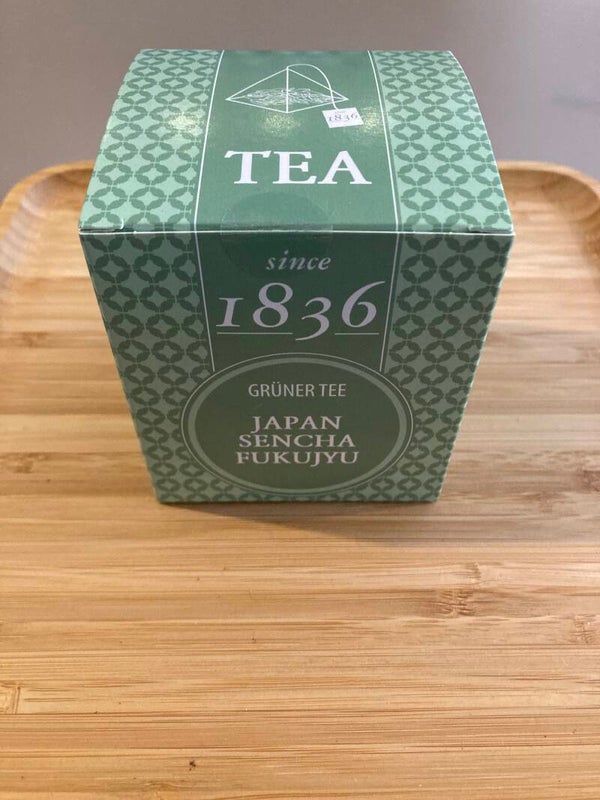 1836
TEA
since
1836
GRÜNER TEE
JAPAN
SENCHA
FUKUJYU